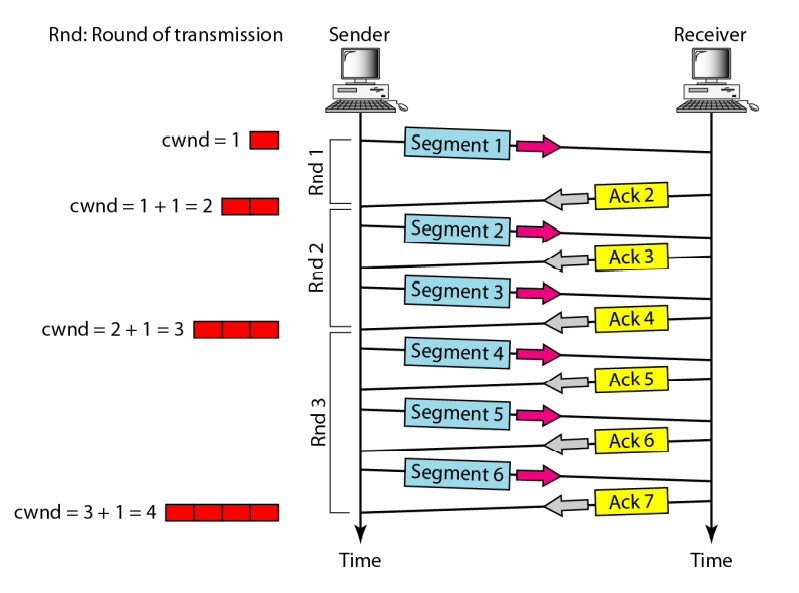 Rnd: Round of transmission
Sender
Receiver
cwnd = 1
Rnd 1
Segment 1
Ack 2
cwnd = 1 + 1 = 2
Rnd 2
Segment 2
Ack 3
Segment 3
Ack 4
cwnd = 2 + 1 = 3
Rnd 3
Segment 4
Ack 5
Segment 5
Ack 6
Segment 6
Ack 7
cwnd = 3 + 1 = 4
Time
Time